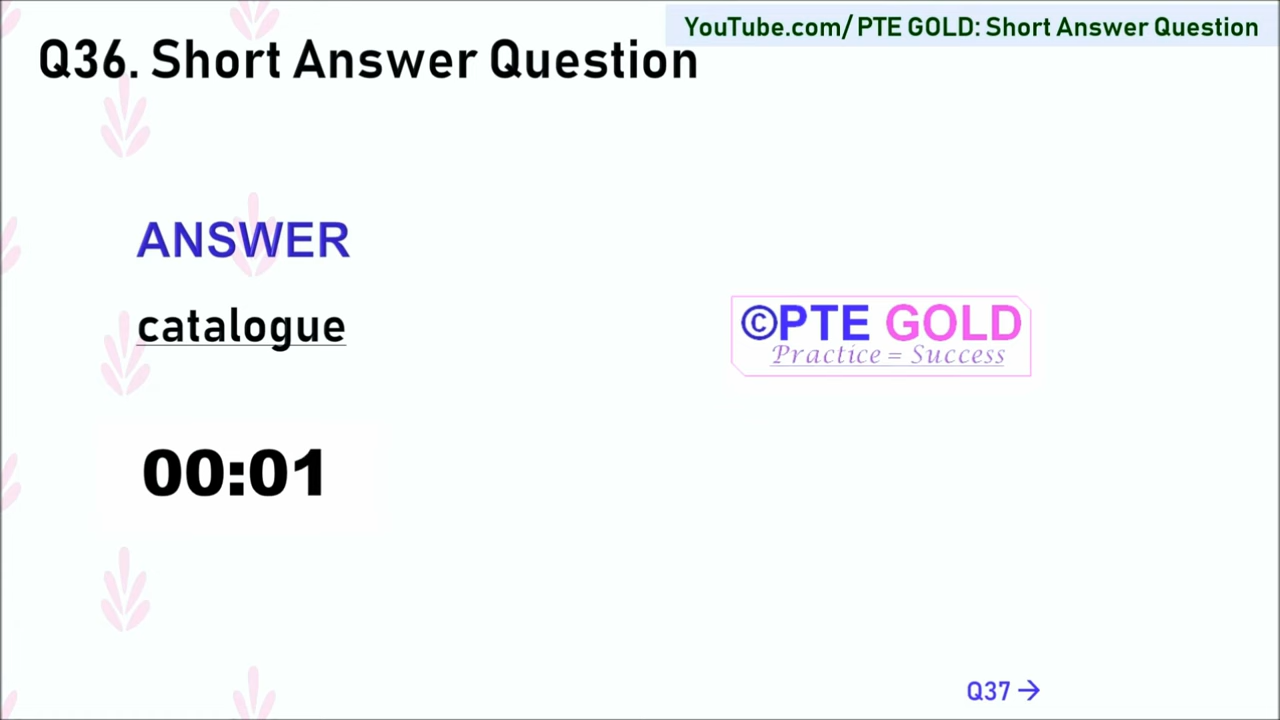 YouTube.com/ PTE GOLD: Short Answer Question
Q36. Short Answer Question
ANSWER
catalogue
©PTE GOLD
Practice = Success
00:01
Q37 →